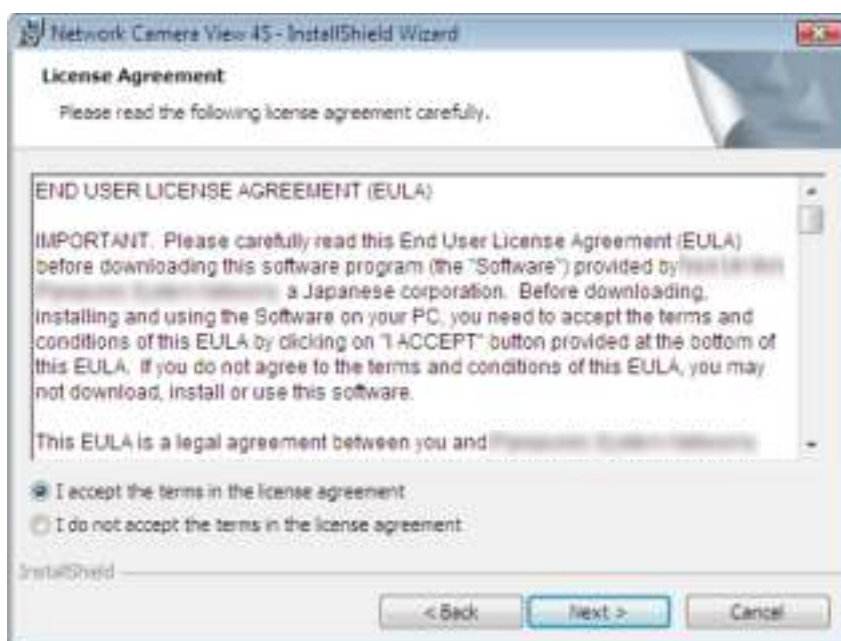 Network Camera View 4S - InstallShield Wizard
License Agreement
Please read the following license agreement carefully.
END USER LICENSE AGREEMENT (EULA)
IMPORTANT. Please carefully read this End User License Agreement (EULA)
before downloading this software program (the "Software") provided by
a Japanese corporation. Before downloading,
installing and using the Software on your PC, you need to accept the terms and
conditions of this EULA by clicking on "I ACCEPT" button provided at the bottom of
this EULA. If you do not agree to the terms and conditions of this EULA, you may
not download, install or use this software.
This EULA is a legal agreement between you and
I accept the terms in the license agreement
I do not accept the terms in the license agreement
InstallShield
< Back
Next >
Cancel